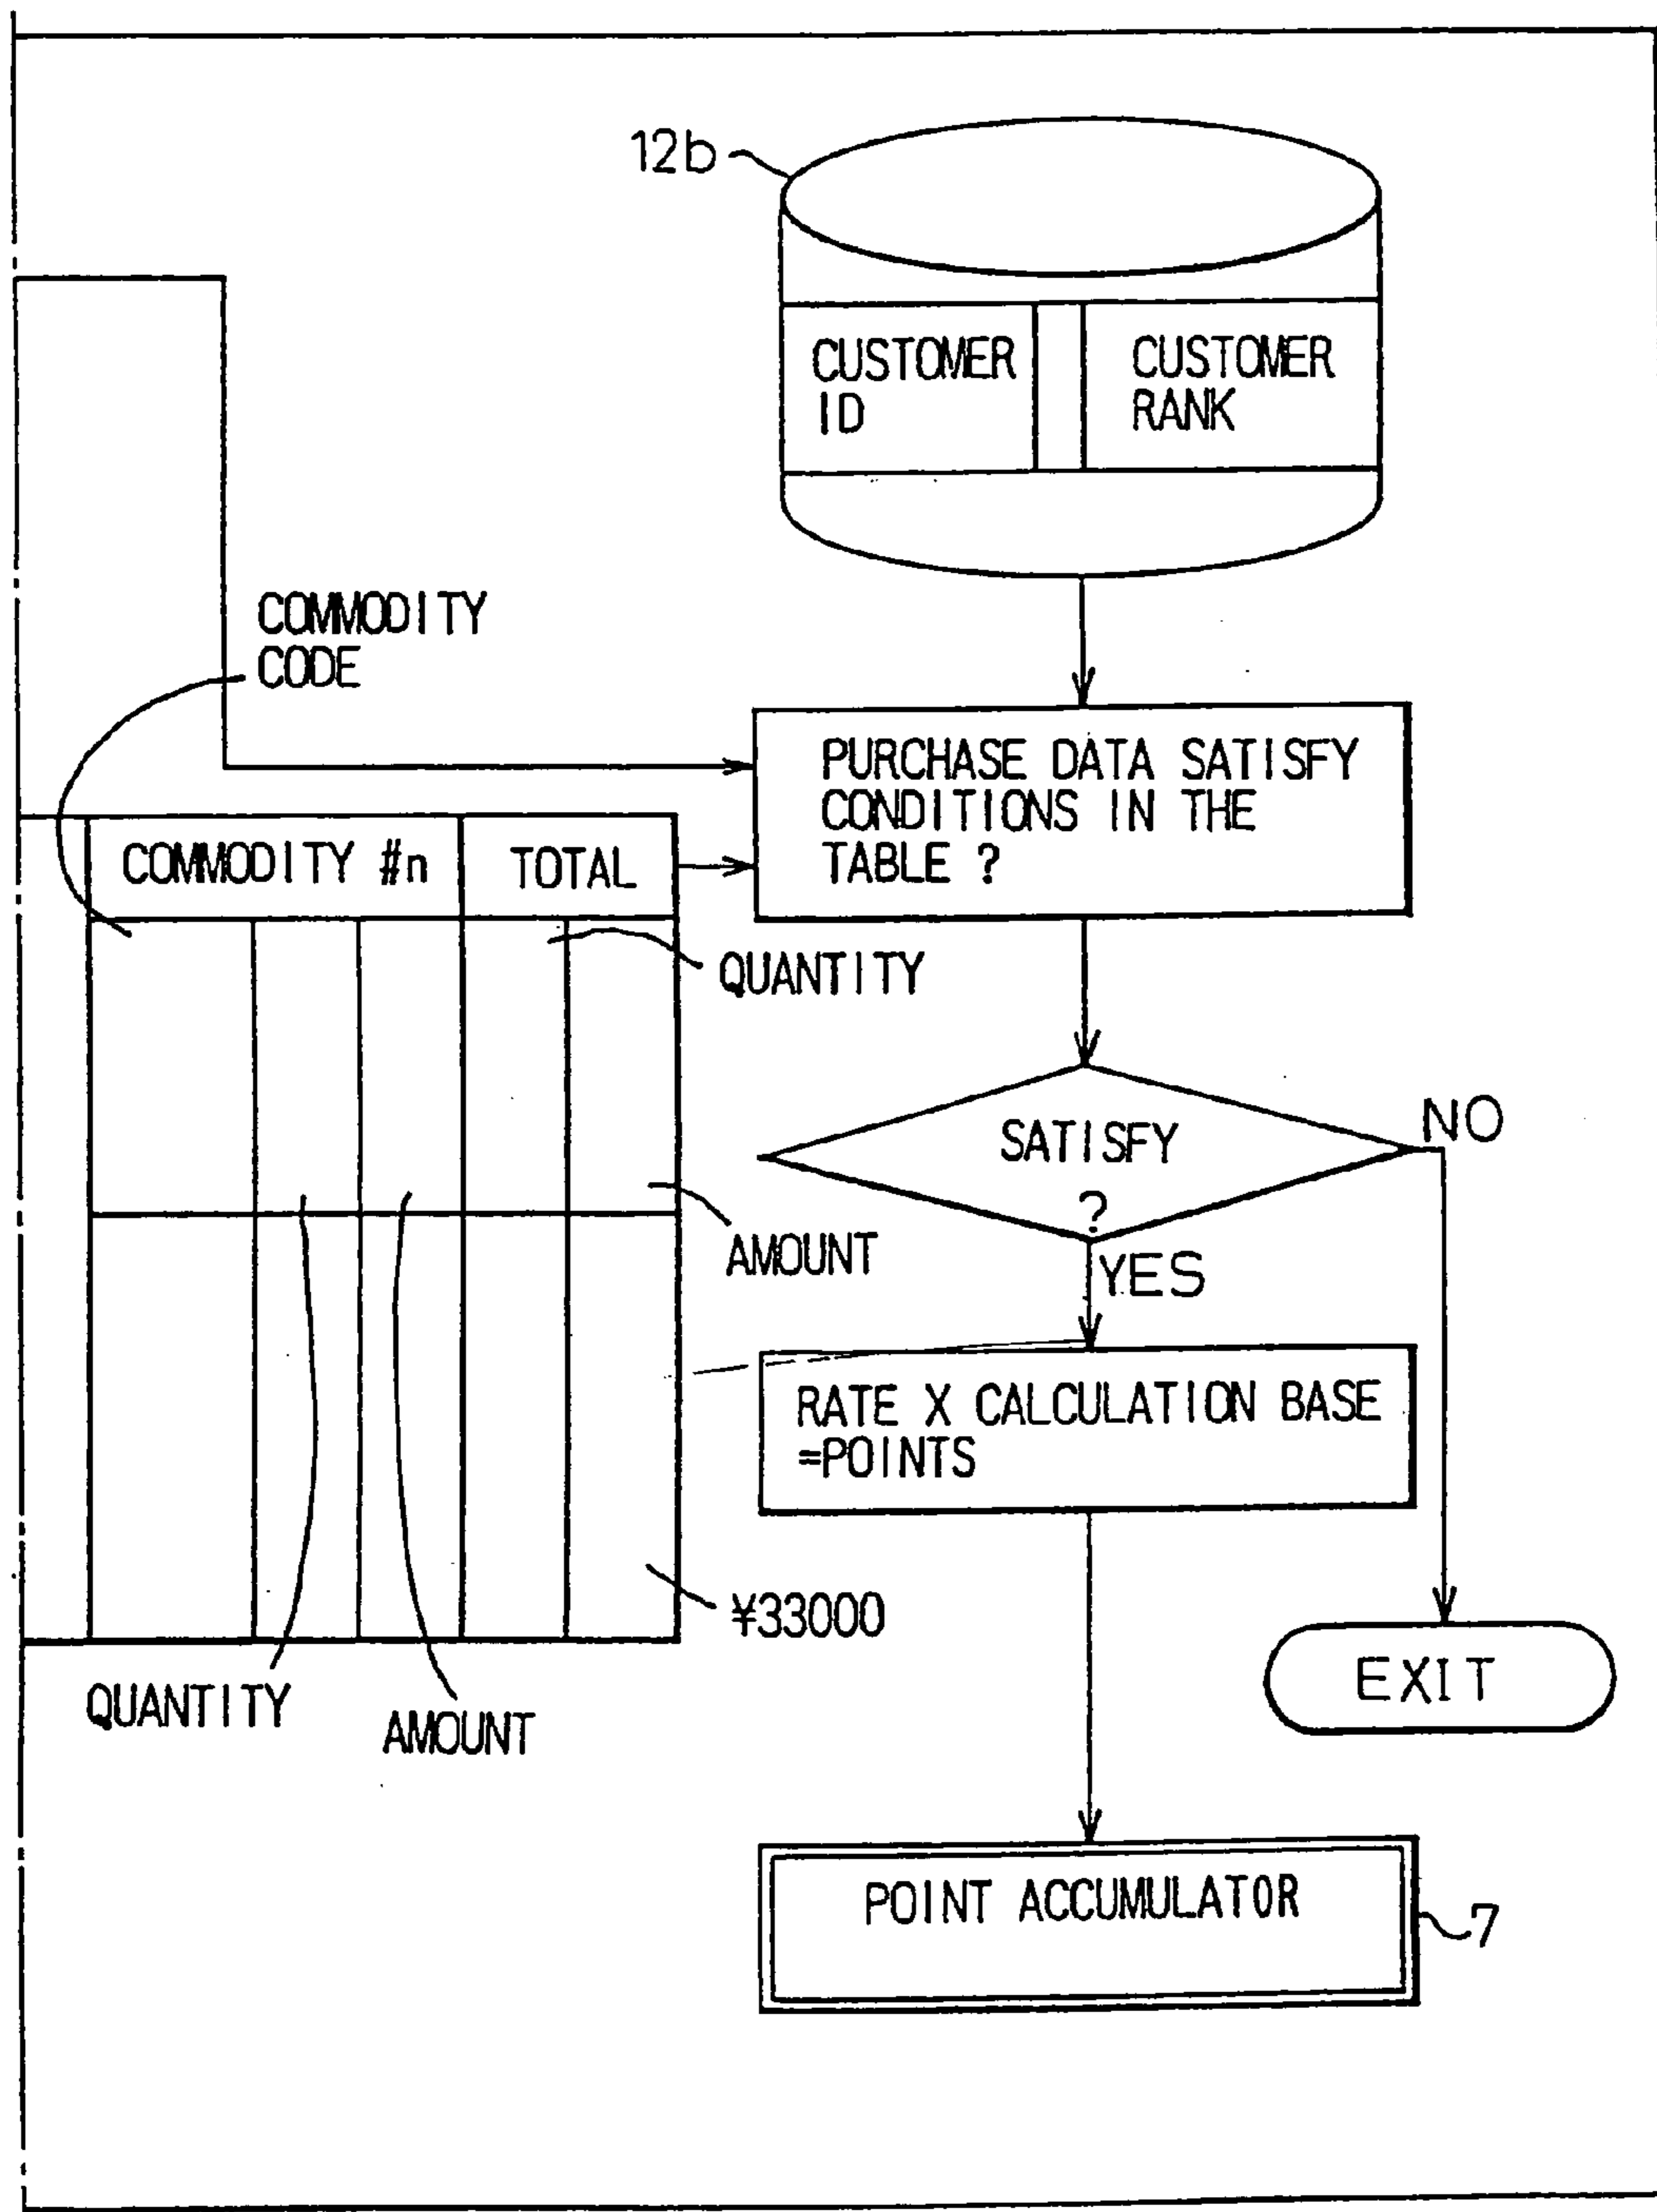 12b
CUSTOMER
ID
CUSTOMER
RANK
COMMODITY
CODE
PURCHASE DATA SATISFY
CONDITIONS IN THE
TABLE ?
COMMODITY #n
TOTAL
QUANTITY
SATISFY
?
NO
AMOUNT
YES
RATE X CALCULATION BASE
=POINTS
¥33000
EXIT
QUANTITY
AMOUNT
POINT ACCUMULATOR
7